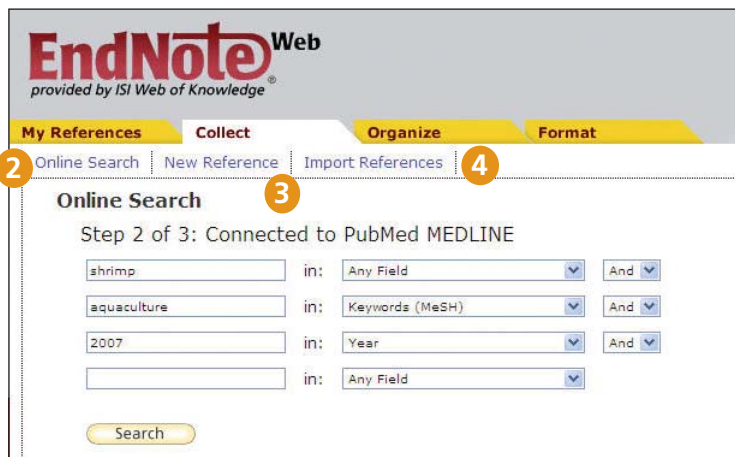 EndNote Web
provided by ISI Web of Knowledge®
My References Collect Organize Format
2 Online Search New Reference Import References 4
3
Online Search
Step 2 of 3: Connected to PubMed MEDLINE
shrimp in: Any Field And
aquaculture in: Keywords (MeSH) And
2007 in: Year And
in: Any Field
Search